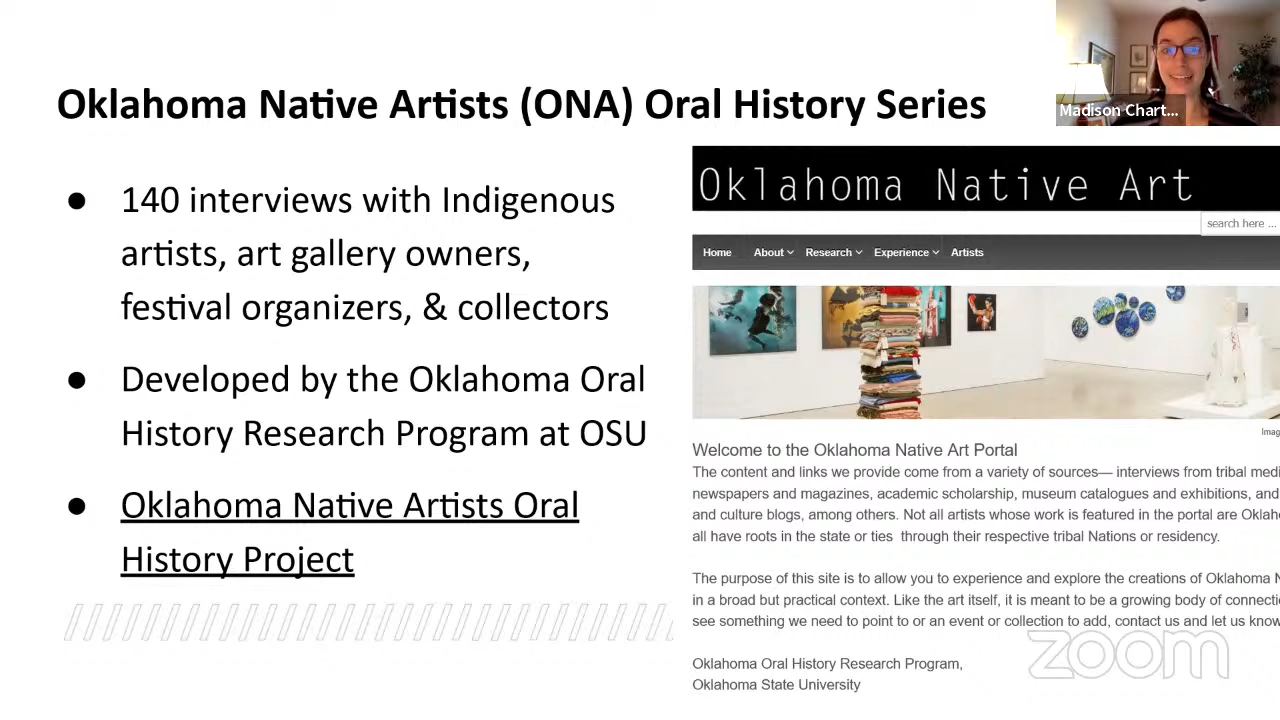 Oklahoma Native Artists (ONA) Oral History Series
Madison Chart...
● 140 interviews with Indigenous
artists, art gallery owners,
festival organizers, & collectors
● Developed by the Oklahoma Oral
History Research Program at OSU
● Oklahoma Native Artists Oral
History Project
Oklahoma Native Art
search here ...
Home About Research Experience Artists
Imag
Welcome to the Oklahoma Native Art Portal
The content and links we provide come from a variety of sources— interviews from tribal medi
newspapers and magazines, academic scholarship, museum catalogues and exhibitions, and
and culture blogs, among others. Not all artists whose work is featured in the portal are Oklaho
all have roots in the state or ties through their respective tribal Nations or residency.
The purpose of this site is to allow you to experience and explore the creations of Oklahoma N
in a broad but practical context. Like the art itself, it is meant to be a growing body of connectio
see something we need to point to or an event or collection to add, contact us and let us know
Oklahoma Oral History Research Program,
Oklahoma State University
zoom